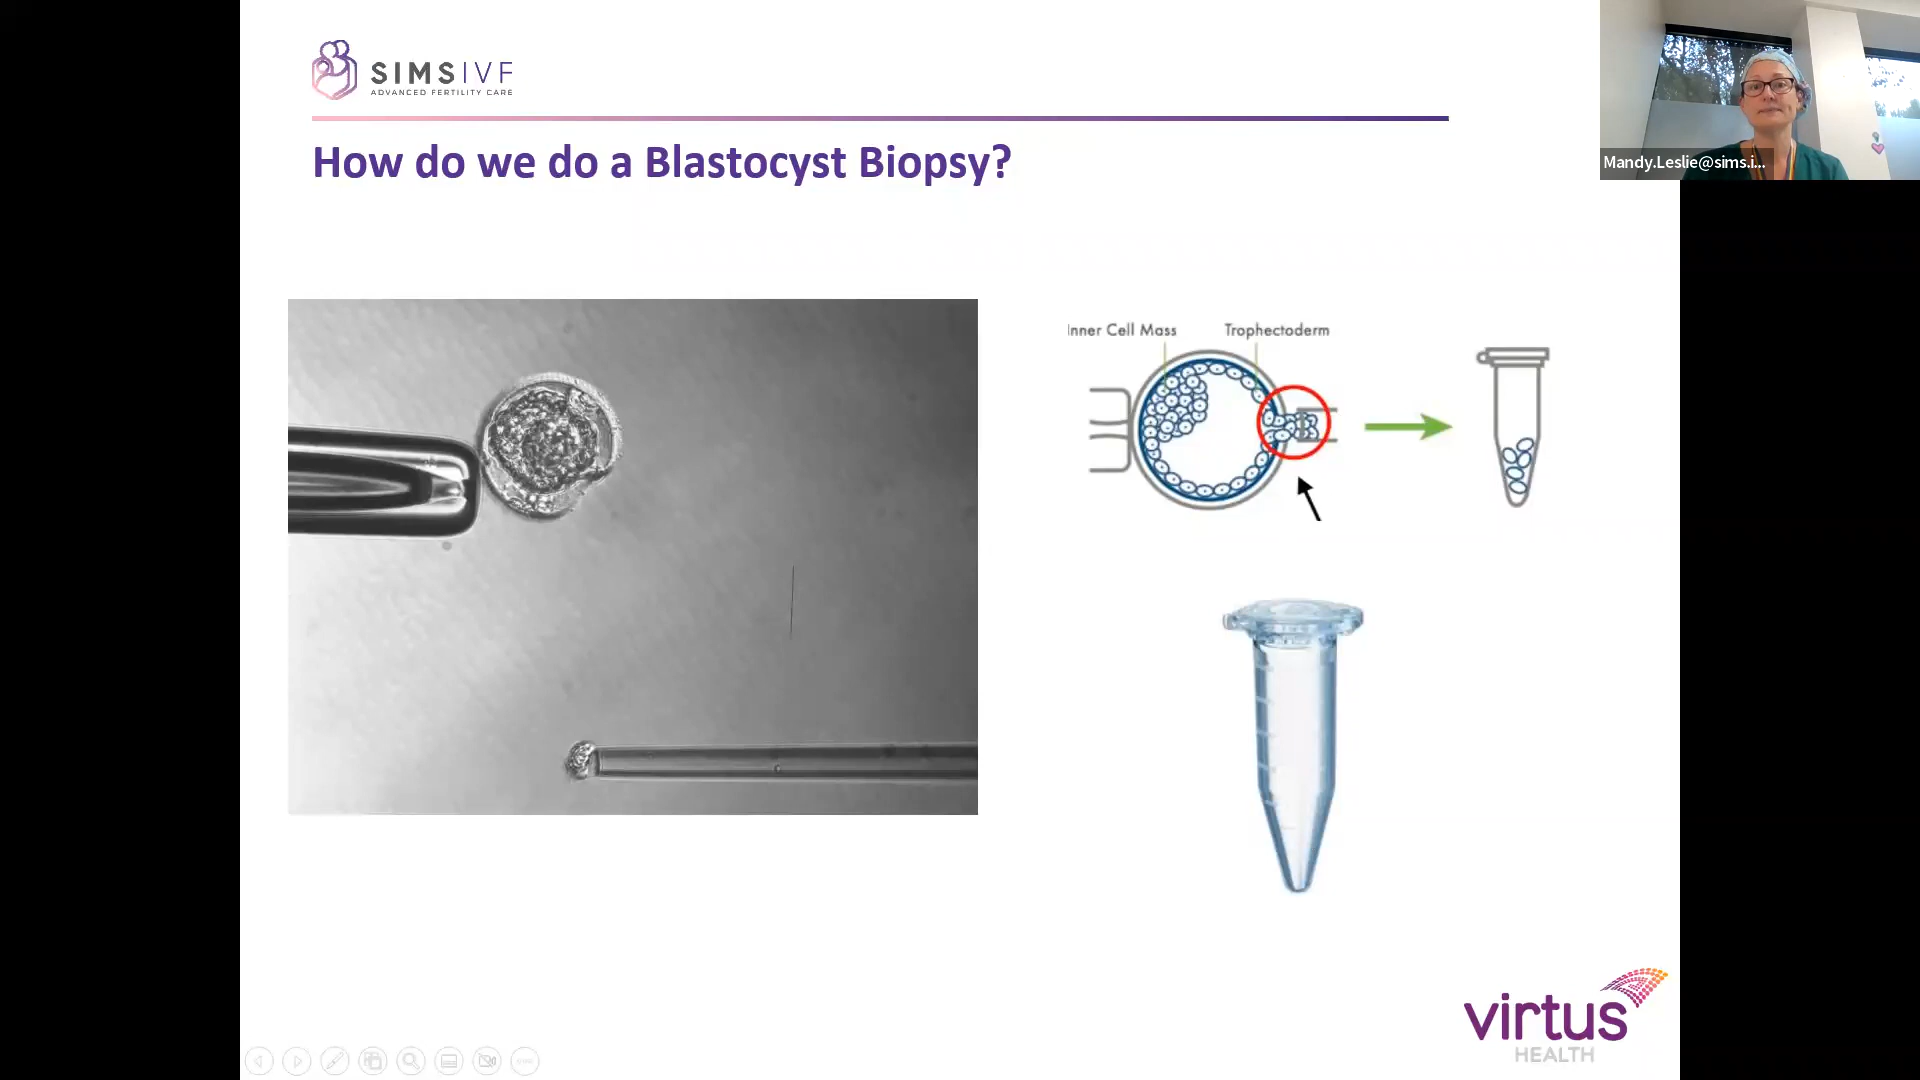 SIMSIVF
ADVANCED FERTILITY CARE
How do we do a Blastocyst Biopsy?
Mandy.Leslie@sims.i...
Inner Cell Mass
Trophectoderm
virtus
HEALTH